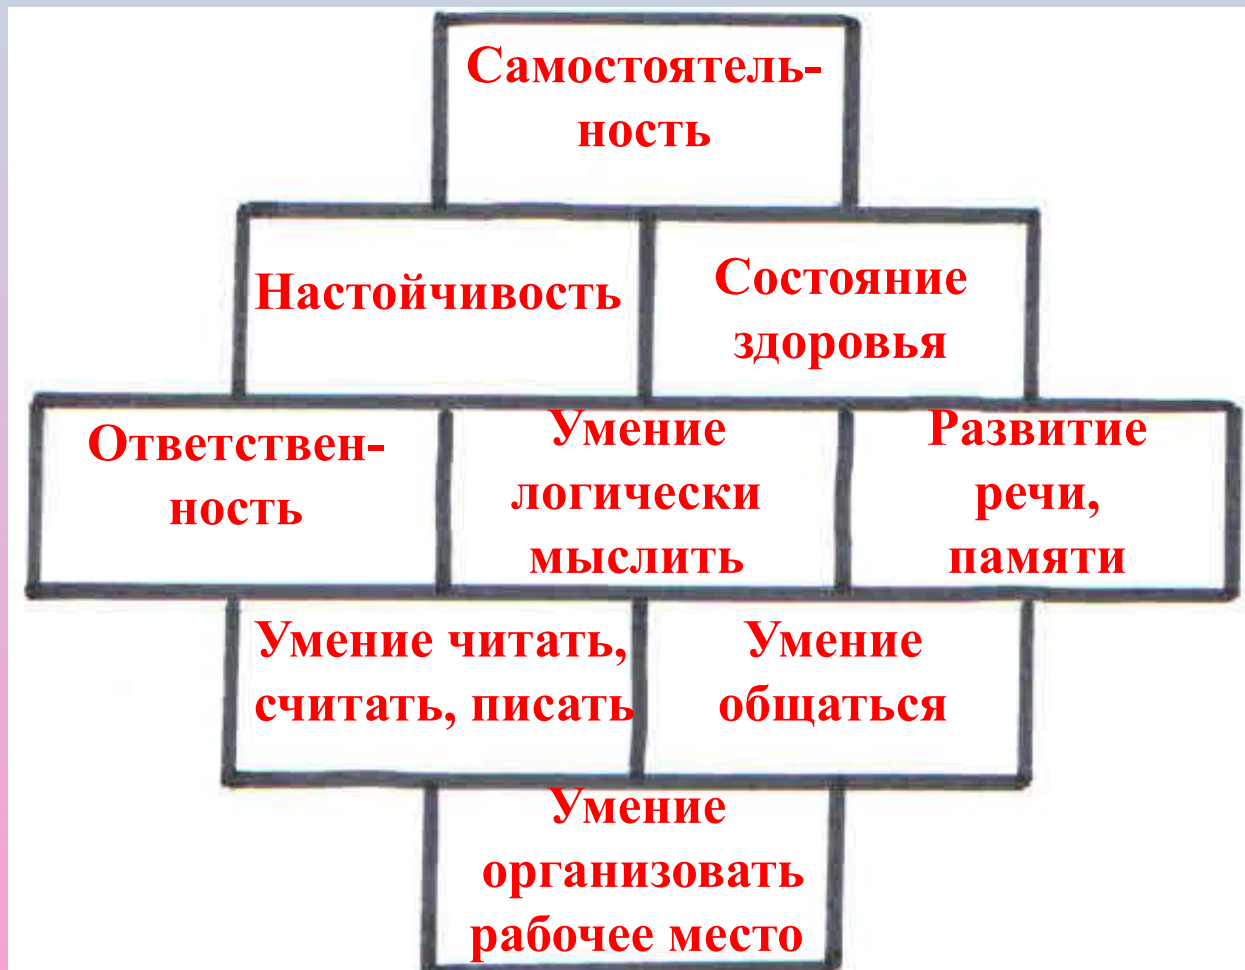 Самостоятель-
ность
Настойчивость
Состояние
здоровья
Ответствен-
ность
Умение
логически
мыслить
Развитие
речи,
памяти
Умение читать,
считать, писать
Умение
общаться
Умение
организовать
рабочее место